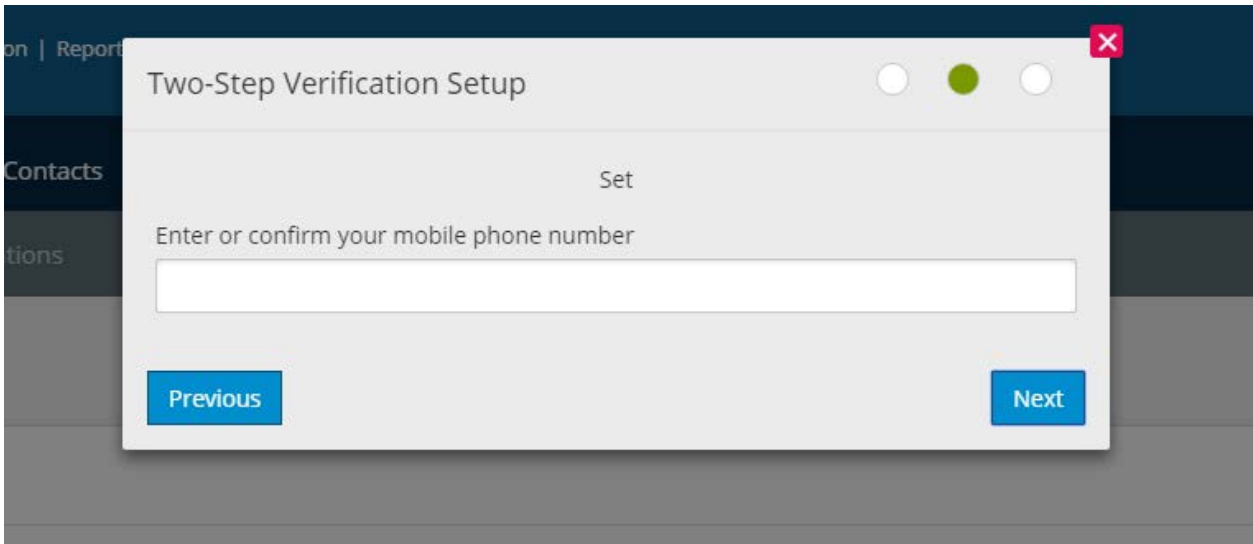 on | Report
Two-Step Verification Setup
Contacts
Set
Enter or confirm your mobile phone number
tions
Previous
Next